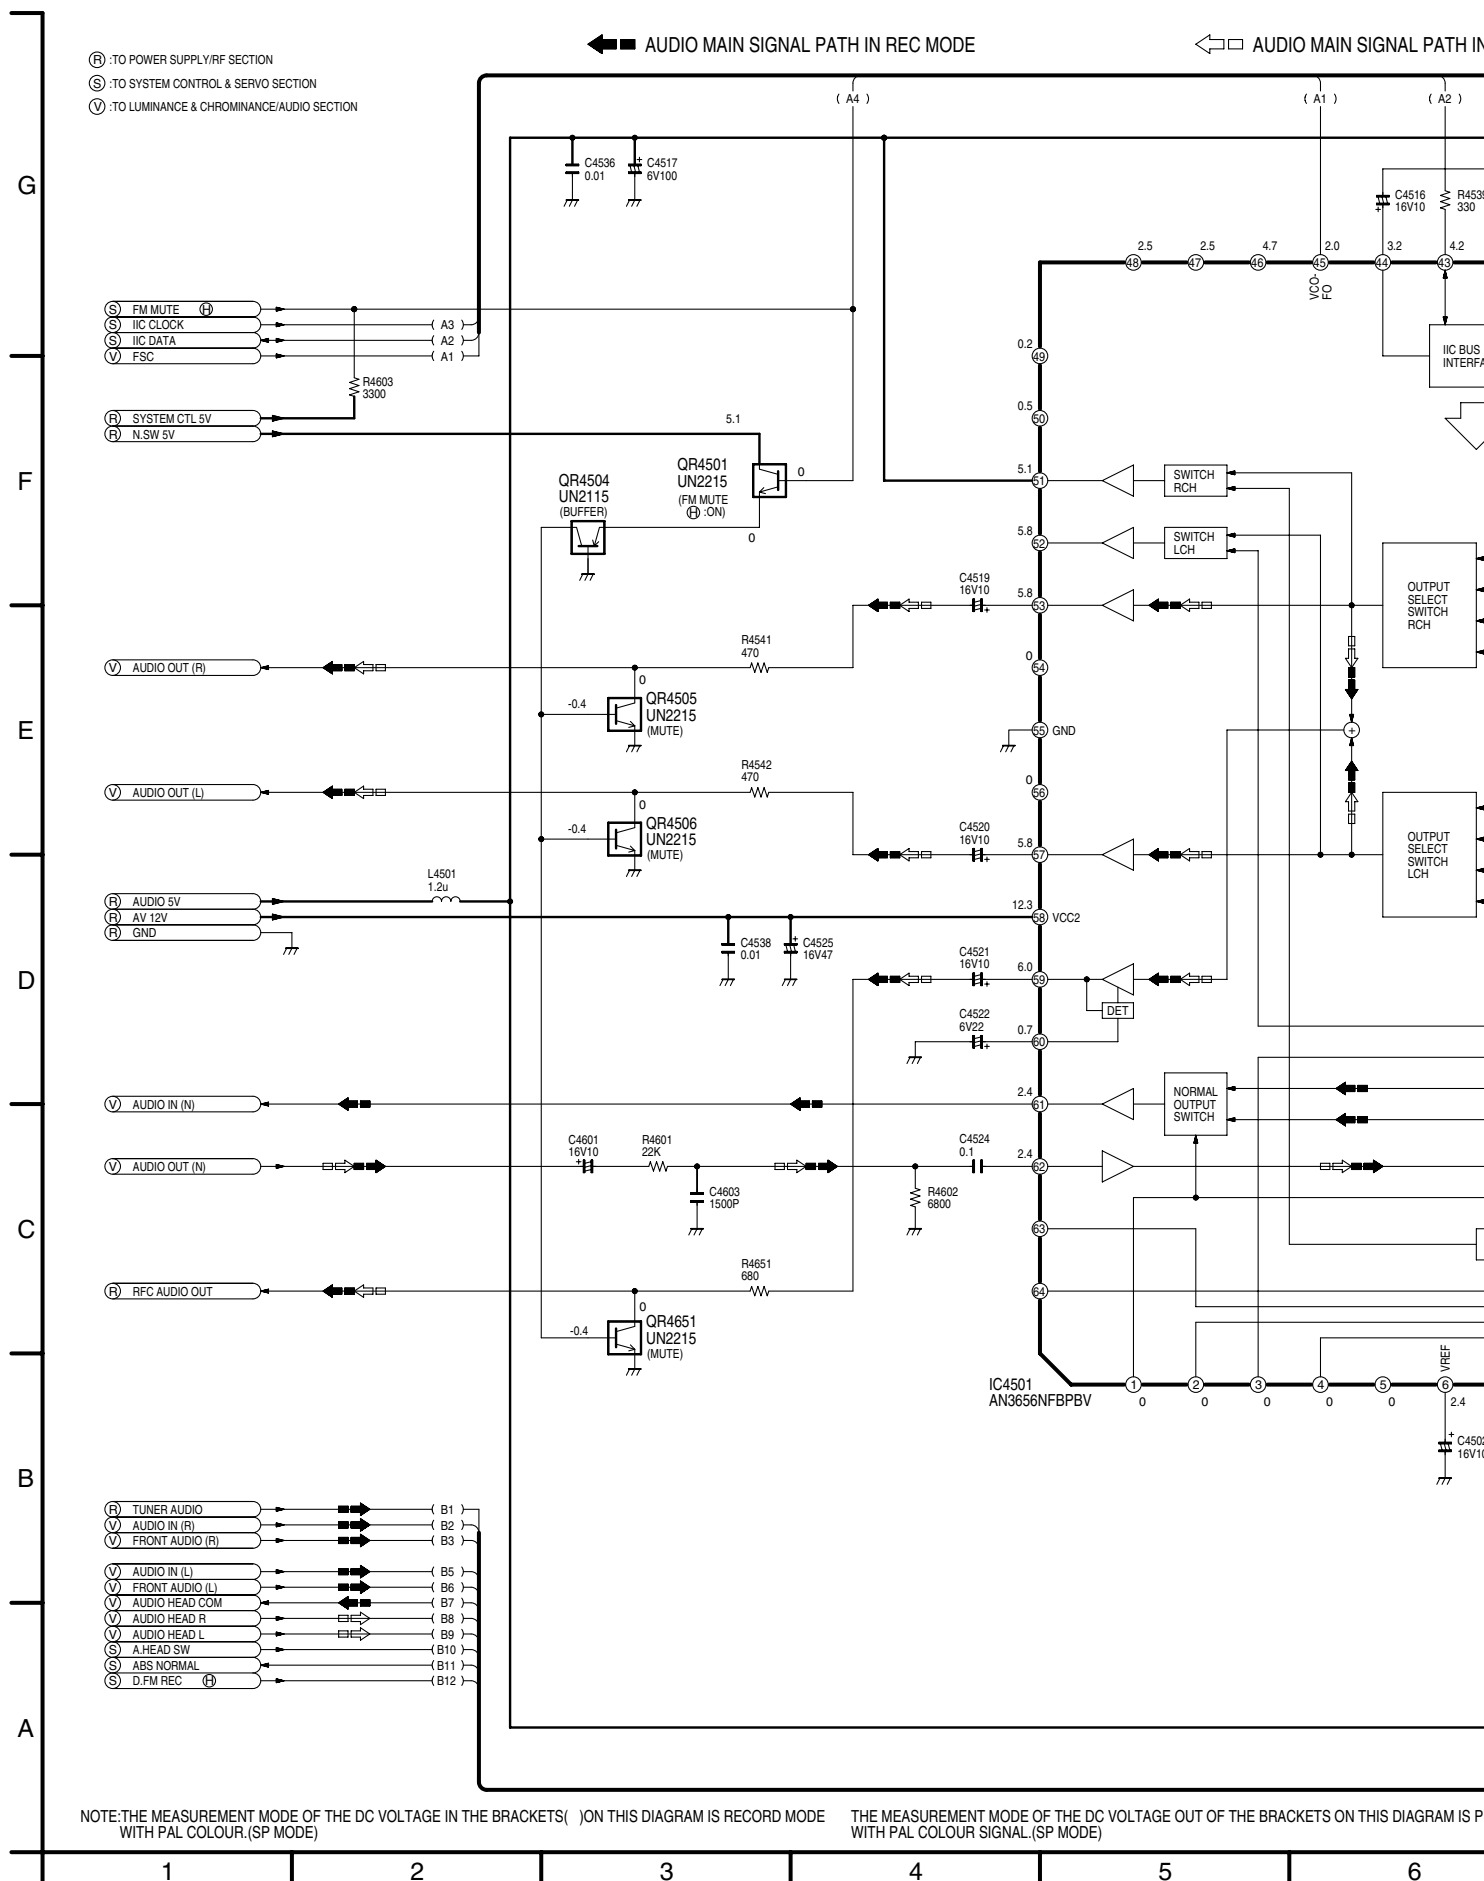 AUDIO MAIN SIGNAL PATH IN REC MODE
AUDIO MAIN SIGNAL PATH IN
R :TO POWER SUPPLY/RF SECTION
S :TO SYSTEM CONTROL & SERVO SECTION
V :TO LUMINANCE & CHROMINANCE/AUDIO SECTION
( A4 )
( A1 )
( A2 )
G
C4536
0.01
C4517
6V100
C4516
16V10
R4539
330
2.5
2.5
4.7
2.0
3.2
4.2
48
47
46
45
44
43
VCO-
FO
S FM MUTE H
S IIC CLOCK
( A3 )
S IIC DATA
( A2 )
V FSC
( A1 )
IIC BUS
INTERFA
0.2
49
R4603
3300
0.5
50
R SYSTEM CTL 5V
R N.SW 5V
5.1
F
QR4504
UN2115
(BUFFER)
QR4501
UN2215
(FM MUTE
H :ON)
0
0
5.1
51
SWITCH
RCH
5.8
52
SWITCH
LCH
C4519
16V10
5.8
53
OUTPUT
SELECT
SWITCH
RCH
R4541
470
V AUDIO OUT (R)
0
54
0
-0.4
QR4505
UN2215
(MUTE)
E
55 GND
+
R4542
470
V AUDIO OUT (L)
0
56
0
-0.4
QR4506
UN2215
(MUTE)
C4520
16V10
5.8
57
OUTPUT
SELECT
SWITCH
LCH
L4501
1.2u
R AUDIO 5V
R AV 12V
R GND
12.3
58 VCC2
C4538
0.01
C4525
16V47
D
C4521
16V10
6.0
59
DET
C4522
6V22
0.7
60
V AUDIO IN (N)
2.4
61
NORMAL
OUTPUT
SWITCH
V AUDIO OUT (N)
C4601
16V10
R4601
22K
C4524
0.1
2.4
62
C4603
1500P
R4602
6800
C
63
R4651
680
R RFC AUDIO OUT
64
0
-0.4
QR4651
UN2215
(MUTE)
VREF
IC4501
AN3656NFBPBV
1
2
3
4
5
6
0
0
0
0
0
2.4
C4502
16V10
B
R TUNER AUDIO
( B1 )
V AUDIO IN (R)
( B2 )
V FRONT AUDIO (R)
( B3 )
V AUDIO IN (L)
( B5 )
V FRONT AUDIO (L)
( B6 )
V AUDIO HEAD COM
( B7 )
V AUDIO HEAD R
( B8 )
V AUDIO HEAD L
( B9 )
S A.HEAD SW
( B10 )
S ABS NORMAL
( B11 )
S D.FM REC H
( B12 )
A
NOTE:THE MEASUREMENT MODE OF THE DC VOLTAGE IN THE BRACKETS( )ON THIS DIAGRAM IS RECORD MODE
WITH PAL COLOUR.(SP MODE)
THE MEASUREMENT MODE OF THE DC VOLTAGE OUT OF THE BRACKETS ON THIS DIAGRAM IS P
WITH PAL COLOUR SIGNAL.(SP MODE)
1
2
3
4
5
6